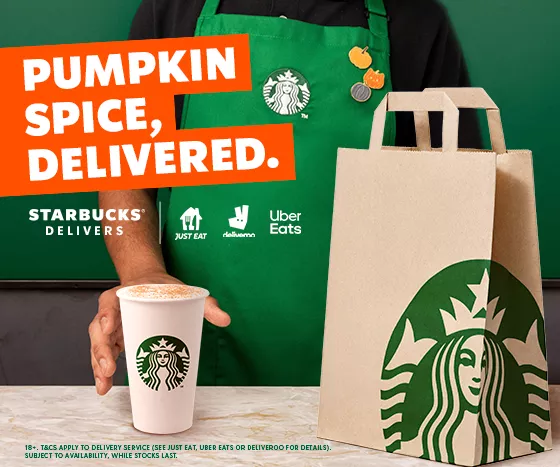 PUMPKIN
SPICE,
DELIVERED.
STARBUCKS®
DELIVERS
JUST EAT
deliveroo
Uber
Eats
TM
18+. T&CS APPLY TO DELIVERY SERVICE (SEE JUST EAT, UBER EATS OR DELIVEROO FOR DETAILS).
SUBJECT TO AVAILABILITY, WHILE STOCKS LAST.